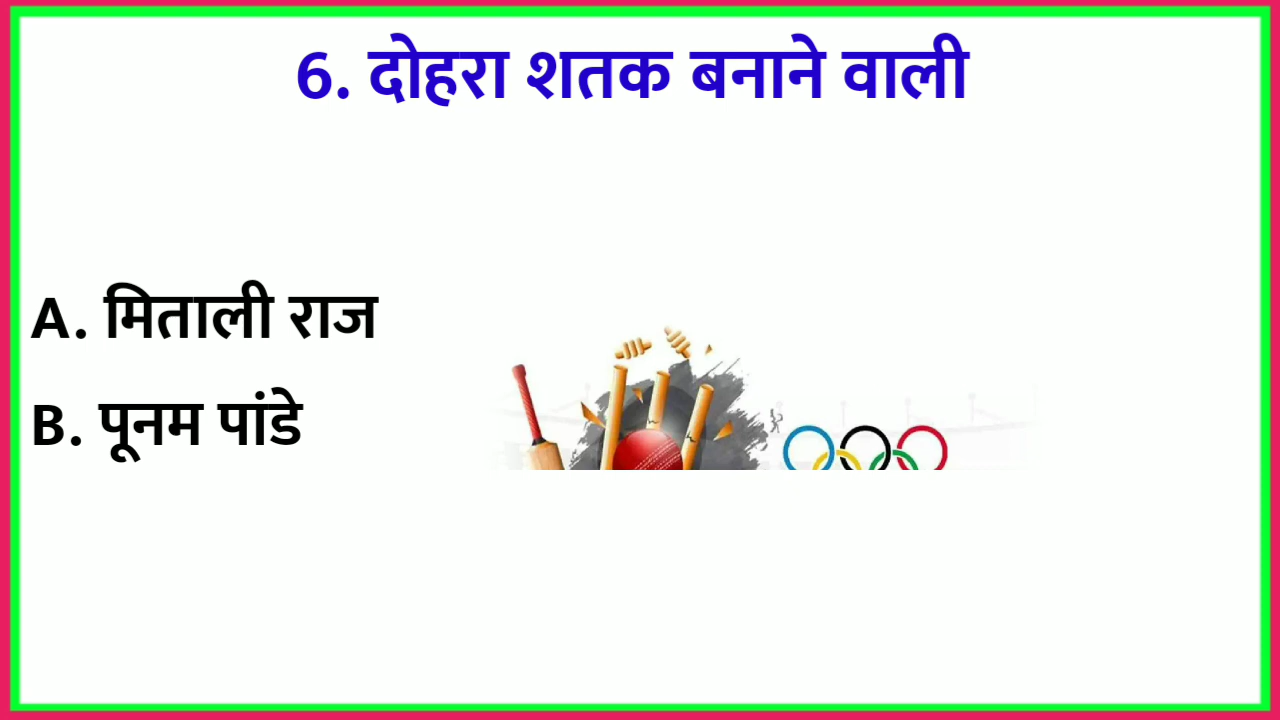 6. दोहरा शतक बनाने वाली
A. मिताली राज
B. पूनम पांडे